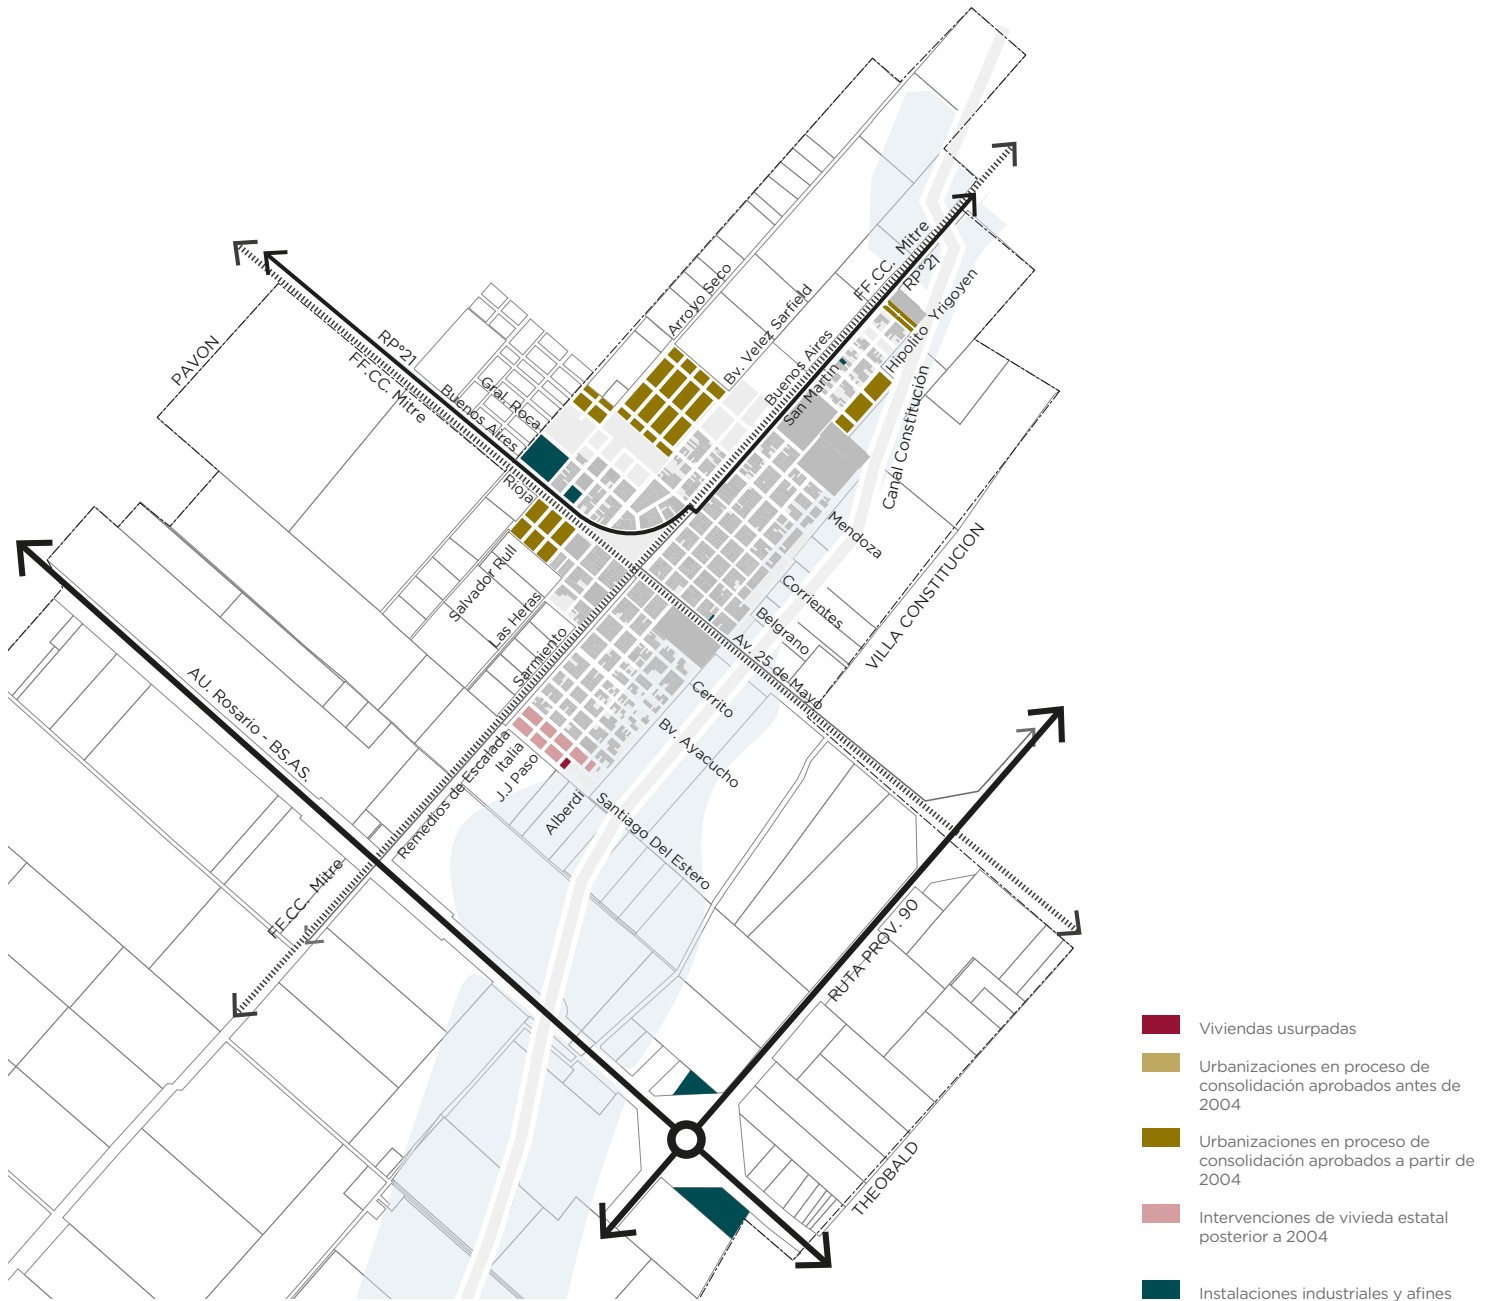 Arroyo Seco
FF.CC. Mitre
RP°21
Hipolito Yrigoyen
Bv. Velez Sarfield
Buenos Aires
San Martin
PAVON
RP°21
FF.CC. Mitre
Buenos Aires
Gral. Roca
Rioja
Canal Constitución
Mendoza
VILLA CONSTITUCION
Salvador Rull
Las Heras
Sarmiento
Corrientes
Belgrano
Av. 25 de Mayo
Cerrito
Bv. Ayacucho
AU. Rosario - BS.AS.
Remedios de Escalada
Italia
J.J Paso
Alberdi
Santiago Del Estero
FF.CC. Mitre
RUTA PROV. 90
THEOBALD
Viviendas usurpadas
Urbanizaciones en proceso de
consolidación aprobados antes de
2004
Urbanizaciones en proceso de
consolidación aprobados a partir de
2004
Intervenciones de vivieda estatal
posterior a 2004
Instalaciones industriales y afines